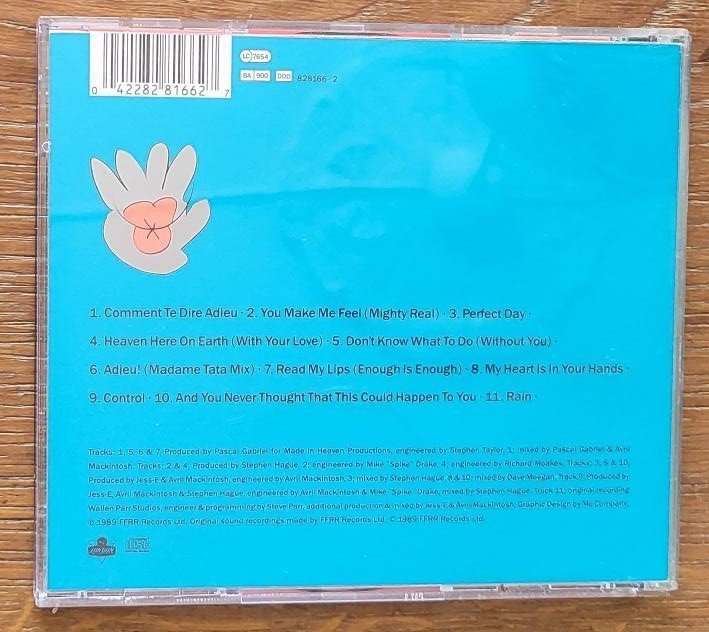 LC 7654
BA 900 DDD 828166-2
0 42282 81662 7
1. Comment Te Dire Adieu · 2. You Make Me Feel (Mighty Real) · 3. Perfect Day ·
4. Heaven Here On Earth (With Your Love) · 5. Don't Know What To Do (Without You) ·
6. Adieu! (Madame Tata Mix) · 7. Read My Lips (Enough Is Enough) · 8. My Heart Is In Your Hands ·
9. Control · 10. And You Never Thought That This Could Happen To You · 11. Rain ·
Tracks: 1, 5, 6 & 7, Produced by Pascal Gabriel for Made In Heaven Productions, engineered by Stephen Taylor, 1; mixed by Pascal Gabriel & Avril
Mackintosh. Tracks: 2 & 4, Produced by Stephen Hague, 2; engineered by Mike "Spike" Drake, 4; engineered by Richard Moakes. Tracks: 3, 8 & 10,
Produced by Jess-E & Avril Mackintosh, engineered by Avril Mackintosh, 3; mixed by Stephen Hague, 8 & 10; mixed by Dave Meegan. Track 9: Produced by
Jess-E, Avril Mackintosh & Stephen Hague, engineered by Avril Mackintosh & Mike "Spike" Drake, mixed by Stephen Hague. Track 11: original recording
Wallen Parr Studios, engineer & programming by Steve Parr, additional production & mixed by Jess-E & Avril Mackintosh. Graphic Design by Me Company.
℗ 1989 FFRR Records Ltd. Original sound recordings made by FFRR Records Ltd. © 1989 FFRR Records Ltd.
LONDON